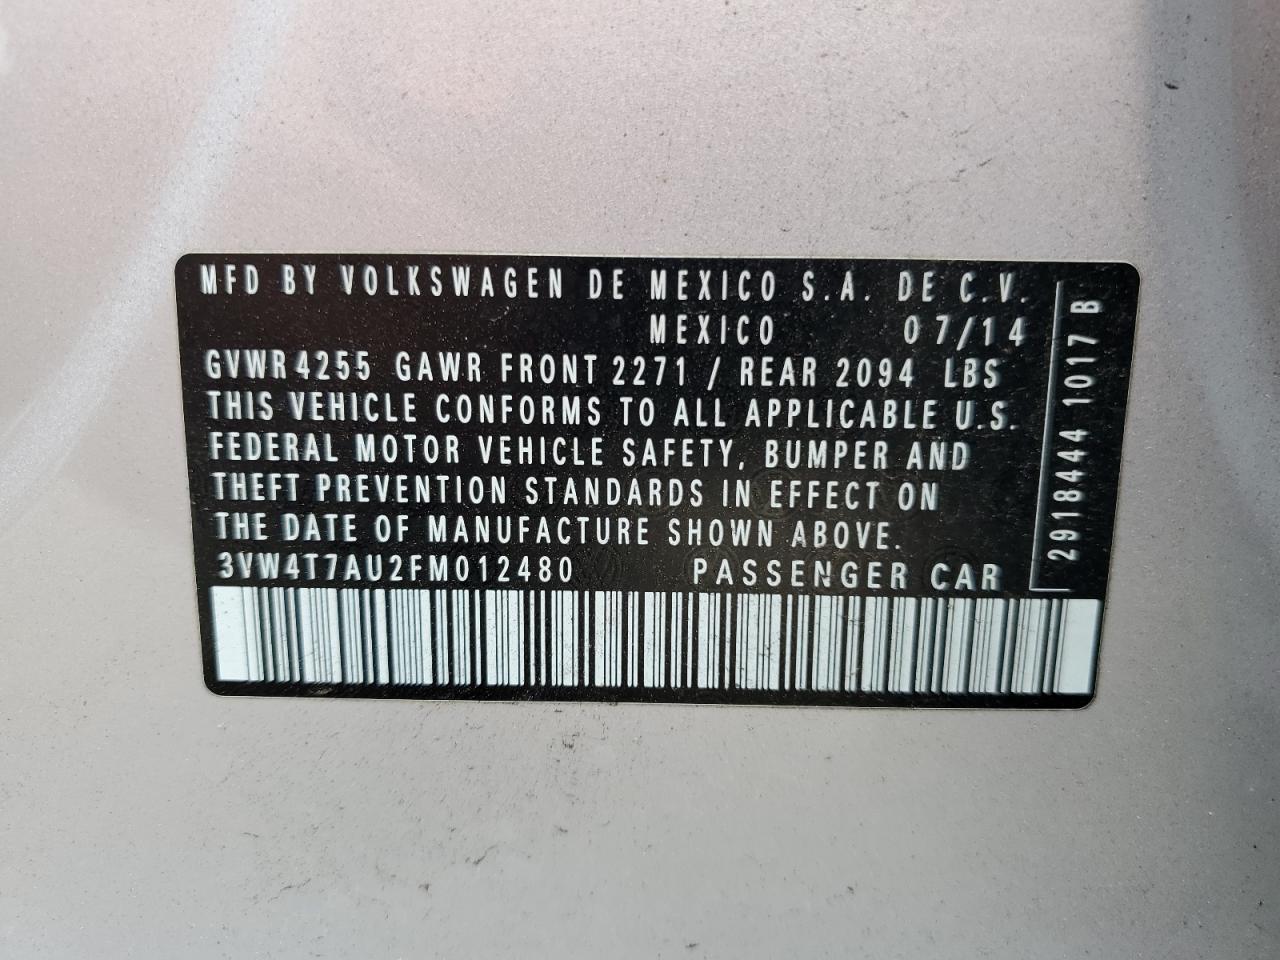 MFD BY VOLKSWAGEN DE MEXICO S.A. DE C.V.
MEXICO 07/14
GVWR 4255 GAWR FRONT 2271 / REAR 2094 LBS
THIS VEHICLE CONFORMS TO ALL APPLICABLE U.S.
FEDERAL MOTOR VEHICLE SAFETY, BUMPER AND
THEFT PREVENTION STANDARDS IN EFFECT ON
THE DATE OF MANUFACTURE SHOWN ABOVE.
3VW4T7AU2FM012480 PASSENGER CAR
2918444 1017 B